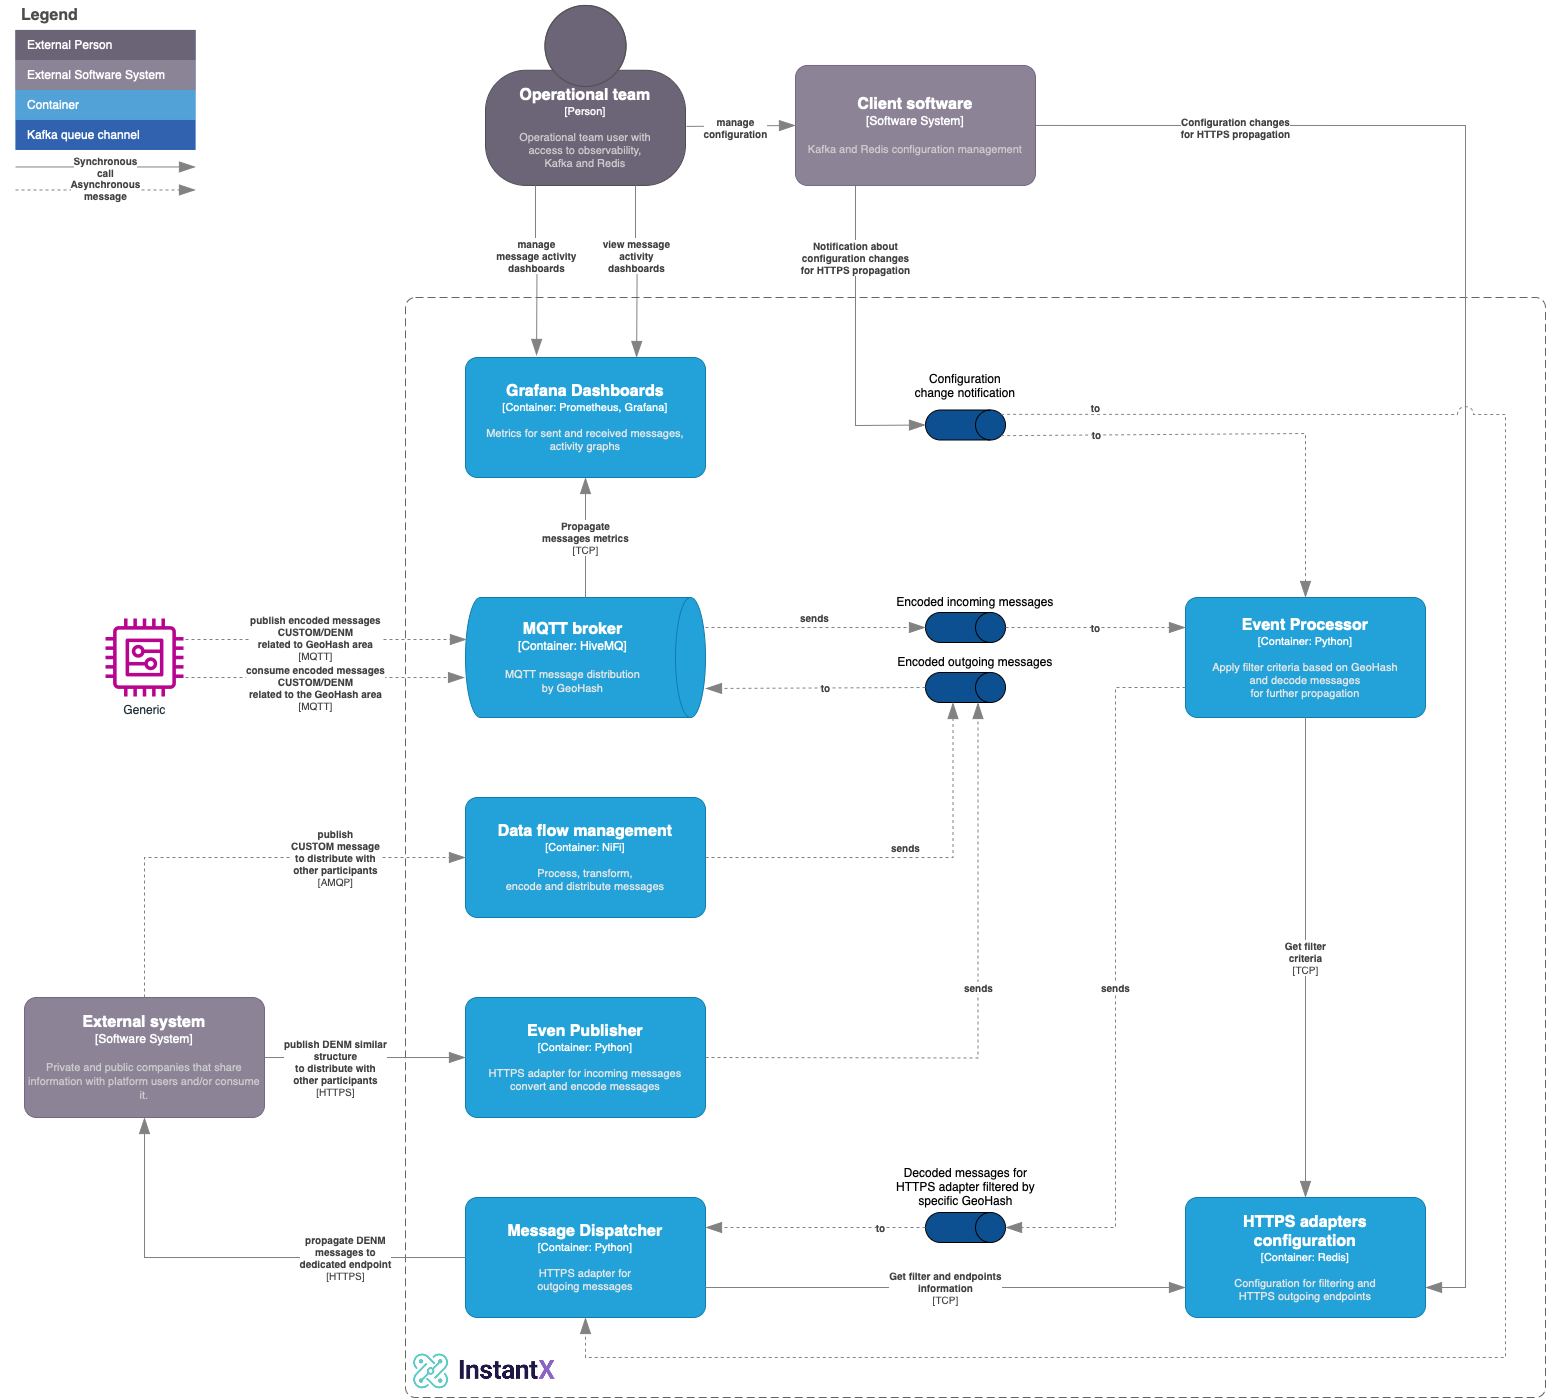 Legend
External Person
External Software System
Container
Kafka queue channel
Synchronous
call
Asynchronous
message
Operational team
[Person]
Operational team user with
access to observability,
Kafka and Redis
manage
configuration
Client software
[Software System]
Kafka and Redis configuration management
Configuration changes
for HTTPS propagation
manage
message activity
dashboards
view message
activity
dashboards
Notification about
configuration changes
for HTTPS propagation
Grafana Dashboards
[Container: Prometheus, Grafana]
Metrics for sent and received messages,
activity graphs
Configuration
change notification
to
to
Propagate
messages metrics
[TCP]
publish encoded messages
CUSTOM/DENM
related to GeoHash area
[MQTT]
consume encoded messages
CUSTOM/DENM
related to the GeoHash area
[MQTT]
Generic
MQTT broker
[Container: HiveMQ]
MQTT message distribution
by GeoHash
sends
Encoded incoming messages
to
Encoded outgoing messages
to
Event Processor
[Container: Python]
Apply filter criteria based on GeoHash
and decode messages
for further propagation
publish
CUSTOM message
to distribute with
other participants
[AMQP]
Data flow management
[Container: NiFi]
Process, transform,
encode and distribute messages
sends
Get filter
criteria
[TCP]
External system
[Software System]
Private and public companies that share
information with platform users and/or consume
it.
publish DENM similar
structure
to distribute with
other participants
[HTTPS]
Even Publisher
[Container: Python]
HTTPS adapter for incoming messages
convert and encode messages
sends
sends
Decoded messages for
HTTPS adapter filtered by
specific GeoHash
to
propagate DENM
messages to
dedicated endpoint
[HTTPS]
Message Dispatcher
[Container: Python]
HTTPS adapter for
outgoing messages
Get filter and endpoints
information
[TCP]
HTTPS adapters
configuration
[Container: Redis]
Configuration for filtering and
HTTPS outgoing endpoints
InstantX